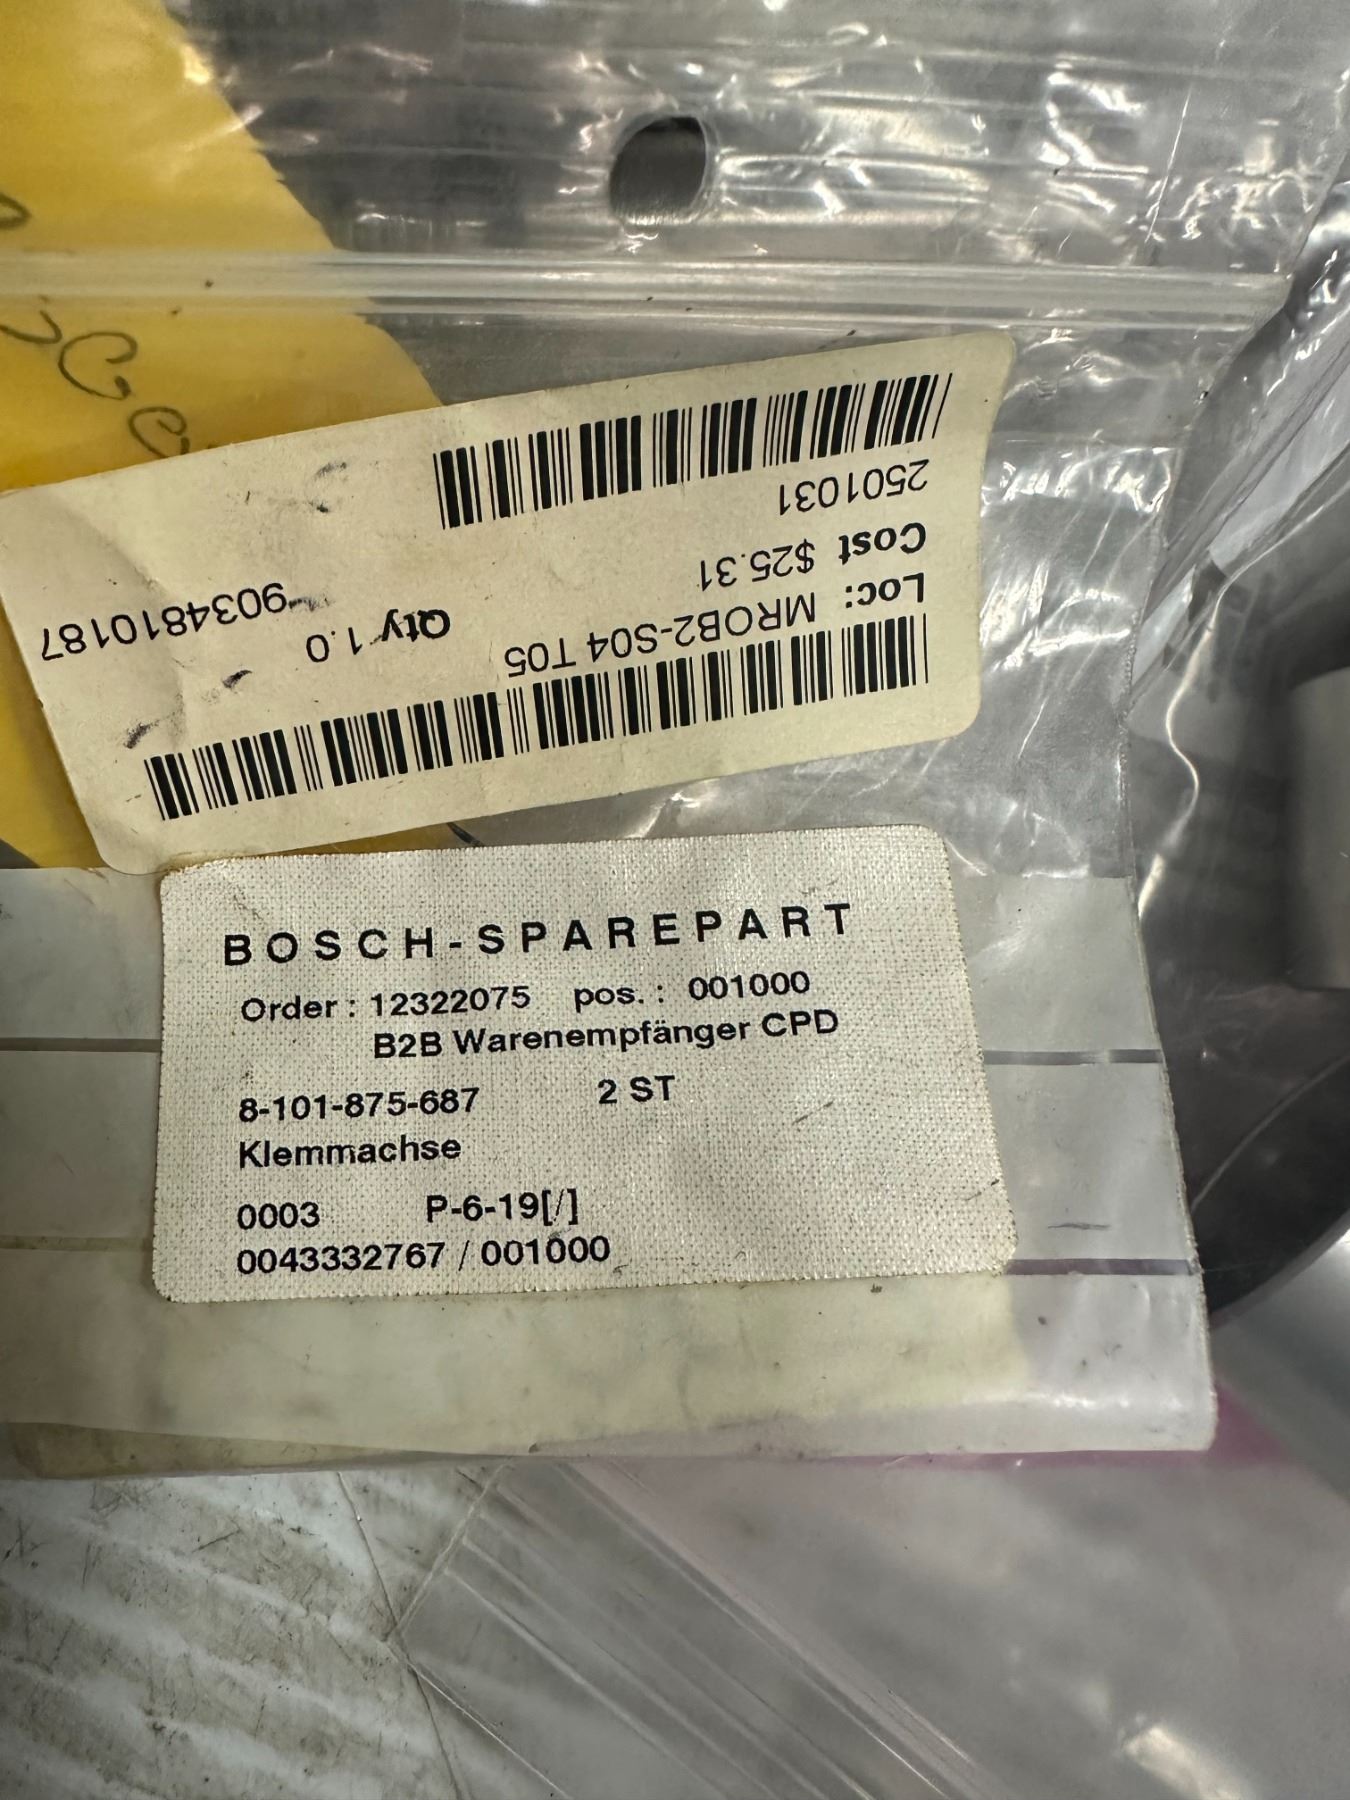 2501031
Cost $25.31
Loc: MROB2-S04 T05
Qty 1.0
9034810187
BOSCH-SPAREPART
Order : 12322075 pos. : 001000
B2B Warenempfänger CPD
8-101-875-687 2 ST
Klemmachse
0003 P-6-19[/]
0043332767 / 001000